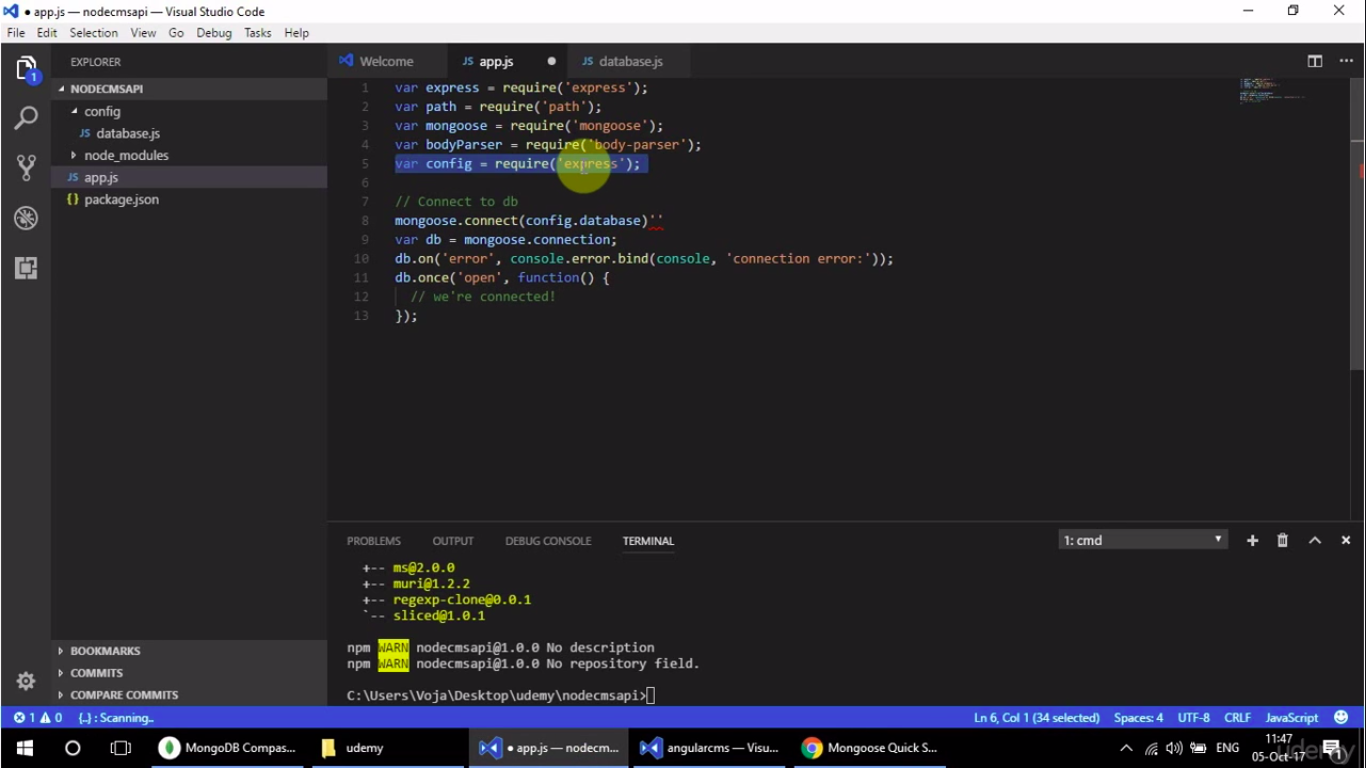 ● app.js — nodecmsapi — Visual Studio Code
File Edit Selection View Go Debug Tasks Help
1
EXPLORER
NODECMSAPI
config
JS database.js
node_modules
JS app.js
{} package.json
BOOKMARKS
COMMITS
COMPARE COMMITS
Welcome JS app.js ● JS database.js
1 var express = require('express');
2 var path = require('path');
3 var mongoose = require('mongoose');
4 var bodyParser = require('body-parser');
5 var config = require('express');
6
7 // Connect to db
8 mongoose.connect(config.database)''
9 var db = mongoose.connection;
10 db.on('error', console.error.bind(console, 'connection error:'));
11 db.once('open', function() {
12 // we're connected!
13 });
PROBLEMS OUTPUT DEBUG CONSOLE TERMINAL 1: cmd
+-- ms@2.0.0
+-- muri@1.2.2
+-- regexp-clone@0.0.1
`-- sliced@1.0.1
npm WARN nodecmsapi@1.0.0 No description
npm WARN nodecmsapi@1.0.0 No repository field.
C:\Users\Voja\Desktop\udemy\nodecmsapi>
1 0 {..} : Scanning.. Ln 6, Col 1 (34 selected) Spaces: 4 UTF-8 CRLF JavaScript
MongoDB Compas... udemy ● app.js — nodecm... angularcms — Visu... Mongoose Quick S... ENG 11:47
05-Oct-17 1
udemy